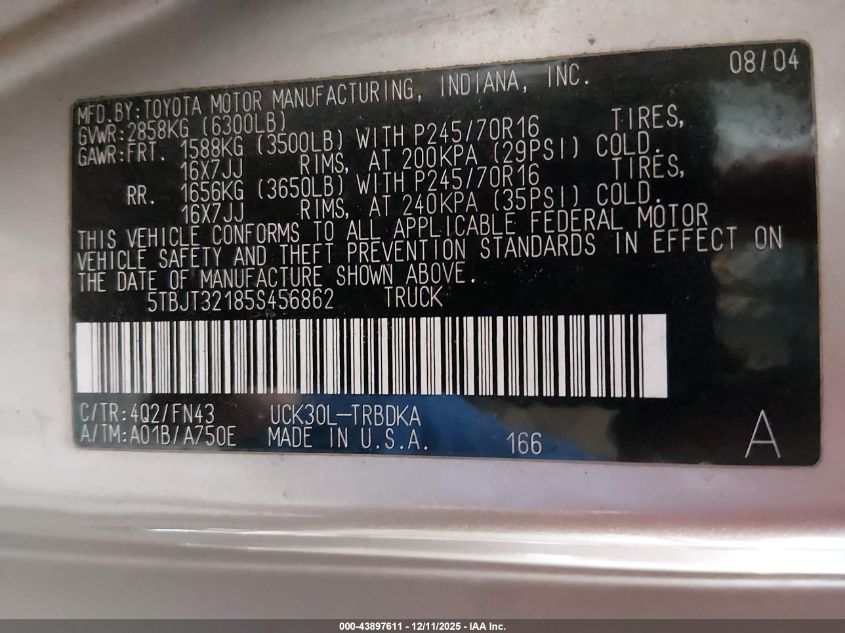 MFD.BY:TOYOTA MOTOR MANUFACTURING, INDIANA, INC. 08/04
GVWR:2858KG (6300LB)
GAWR:FRT. 1588KG (3500LB) WITH P245/70R16 TIRES,
16X7JJ RIMS, AT 200KPA (29PSI) COLD.
RR. 1656KG (3650LB) WITH P245/70R16 TIRES,
16X7JJ RIMS, AT 240KPA (35PSI) COLD.
THIS VEHICLE CONFORMS TO ALL APPLICABLE FEDERAL MOTOR
VEHICLE SAFETY AND THEFT PREVENTION STANDARDS IN EFFECT ON
THE DATE OF MANUFACTURE SHOWN ABOVE.
5TBJT32185S456862 TRUCK
C/TR:4Q2/FN43 UCK30L-TRBDKA
A/TM:A01B/A750E MADE IN U.S.A. 166 A
000-43897611 - 12/11/2025 - IAA Inc.